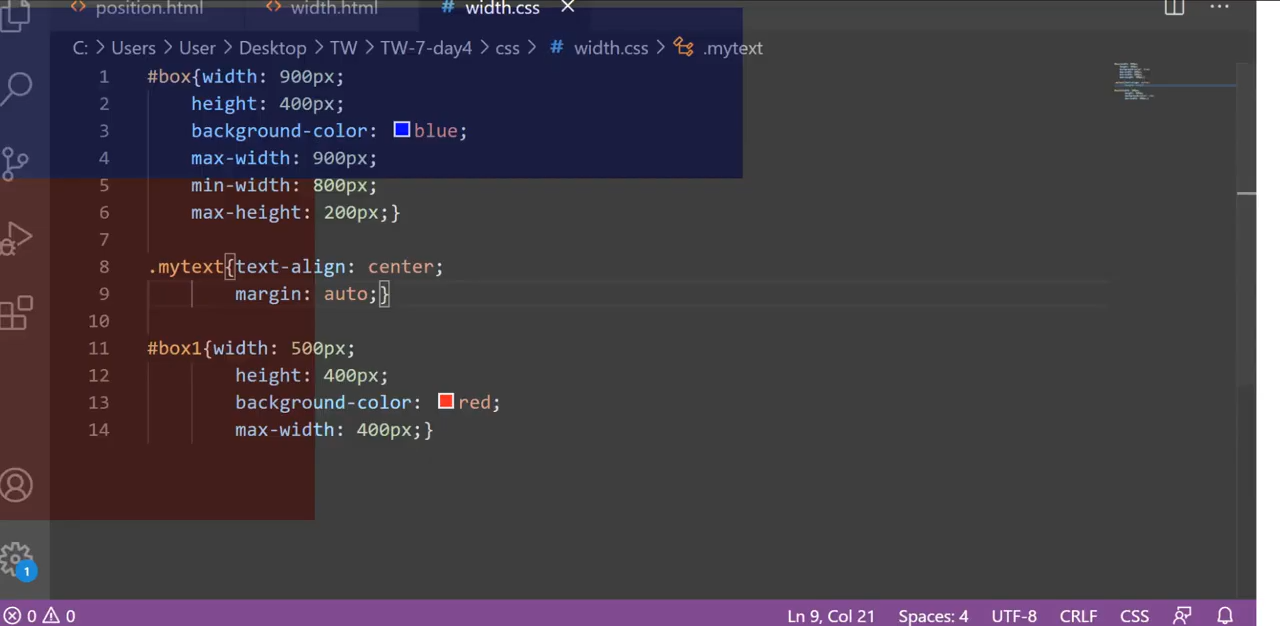 position.html width.html # width.css
C: > Users > User > Desktop > TW > TW-7-day4 > css > # width.css > .mytext
1 #box{width: 900px;
2 height: 400px;
3 background-color: blue;
4 max-width: 900px;
5 min-width: 800px;
6 max-height: 200px;}
7
8 .mytext{text-align: center;
9 margin: auto;}
10
11 #box1{width: 500px;
12 height: 400px;
13 background-color: red;
14 max-width: 400px;}
1
0 0 Ln 9, Col 21 Spaces: 4 UTF-8 CRLF CSS